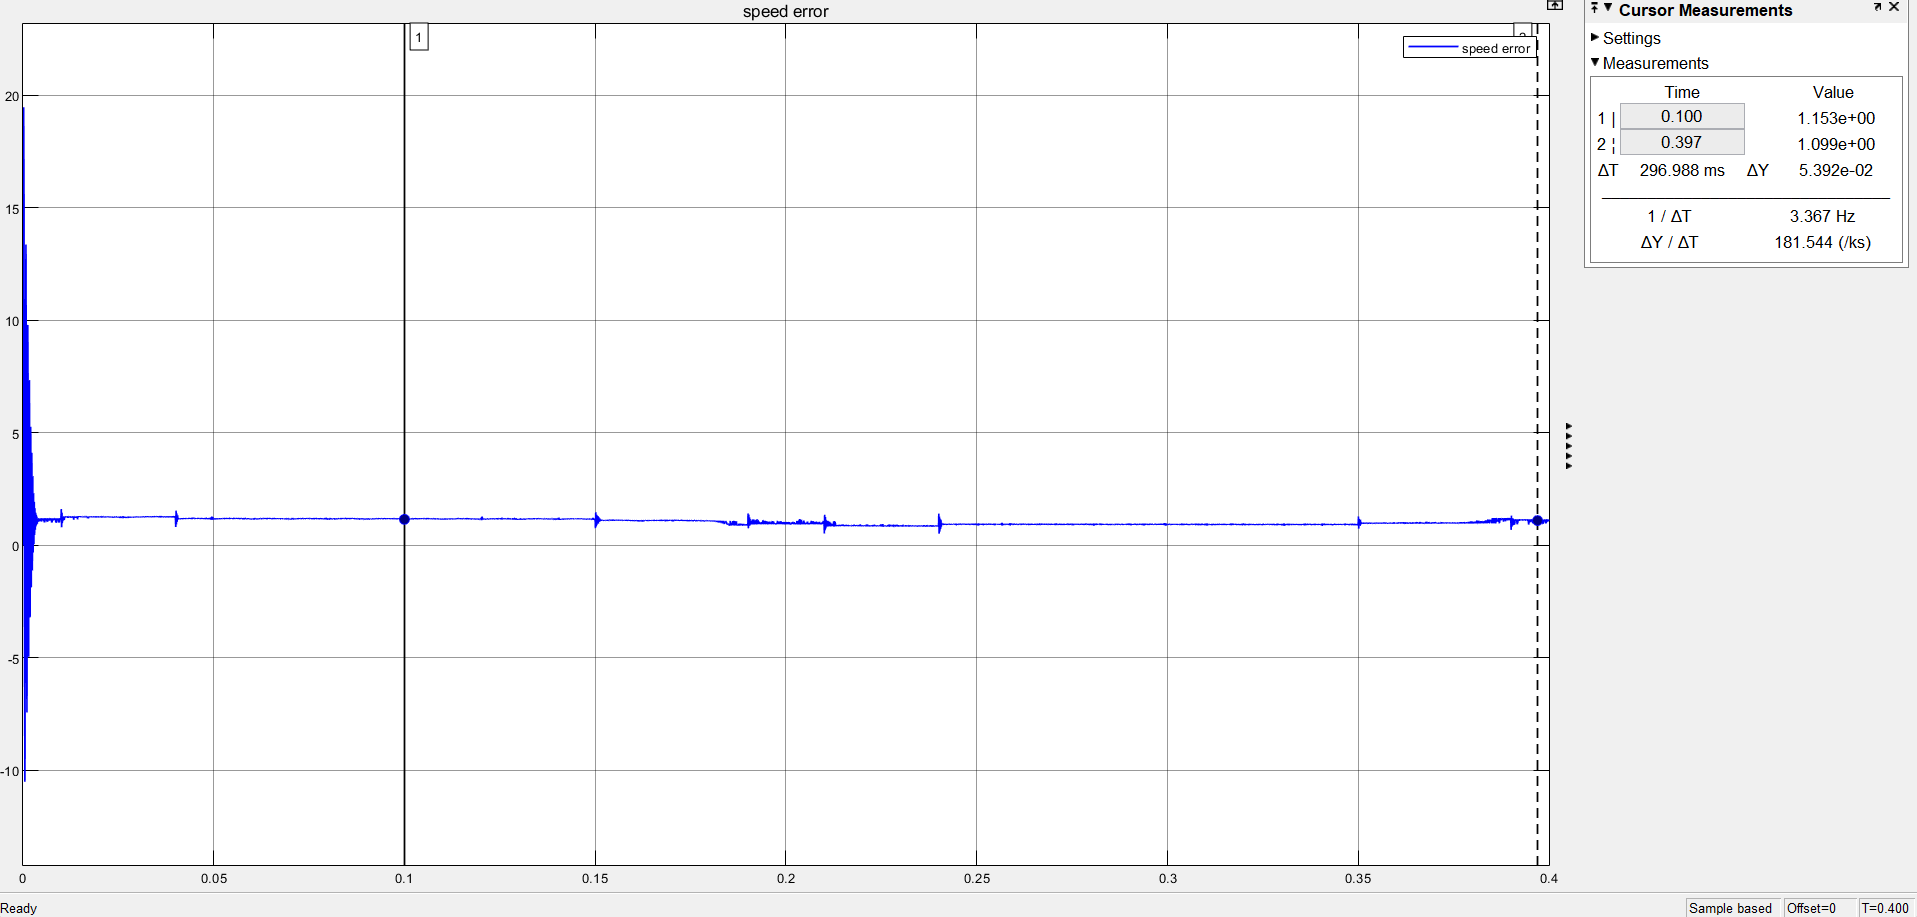 speed error
Cursor Measurements
Settings
Measurements
Time Value
1 | 0.100 1.153e+00
2 ¦ 0.397 1.099e+00
ΔT 296.988 ms ΔY 5.392e-02
1 / ΔT 3.367 Hz
ΔY / ΔT 181.544 (/ks)
1
speed error
20
15
10
5
0
-5
-10
0 0.05 0.1 0.15 0.2 0.25 0.3 0.35 0.4
Ready Sample based Offset=0 T=0.400